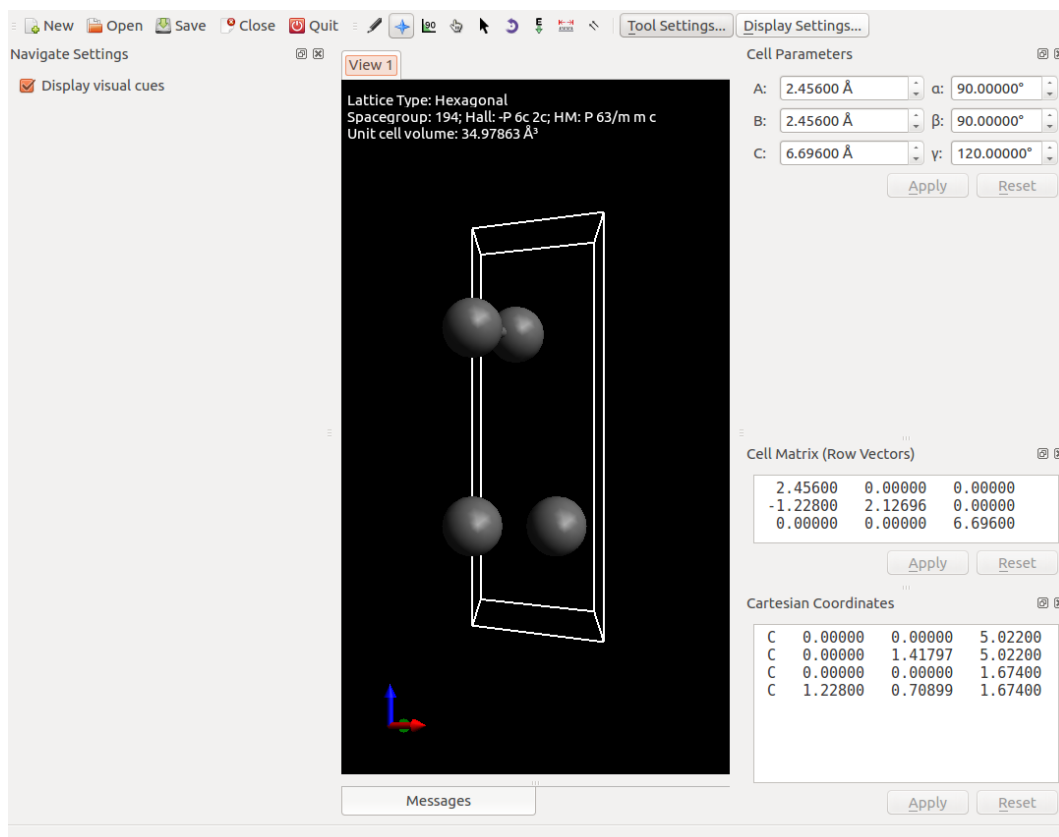 New Open Save Close Quit Tool Settings... Display Settings...
Navigate Settings
Display visual cues
View 1
Lattice Type: Hexagonal
Spacegroup: 194; Hall: -P 6c 2c; HM: P 63/m m c
Unit cell volume: 34.97863 Å³
Messages
Cell Parameters
A: 2.45600 Å α: 90.00000°
B: 2.45600 Å β: 90.00000°
C: 6.69600 Å γ: 120.00000°
Apply Reset
Cell Matrix (Row Vectors)
2.45600 0.00000 0.00000
-1.22800 2.12696 0.00000
0.00000 0.00000 6.69600
Apply Reset
Cartesian Coordinates
C 0.00000 0.00000 5.02200
C 0.00000 1.41797 5.02200
C 0.00000 0.00000 1.67400
C 1.22800 0.70899 1.67400
Apply Reset